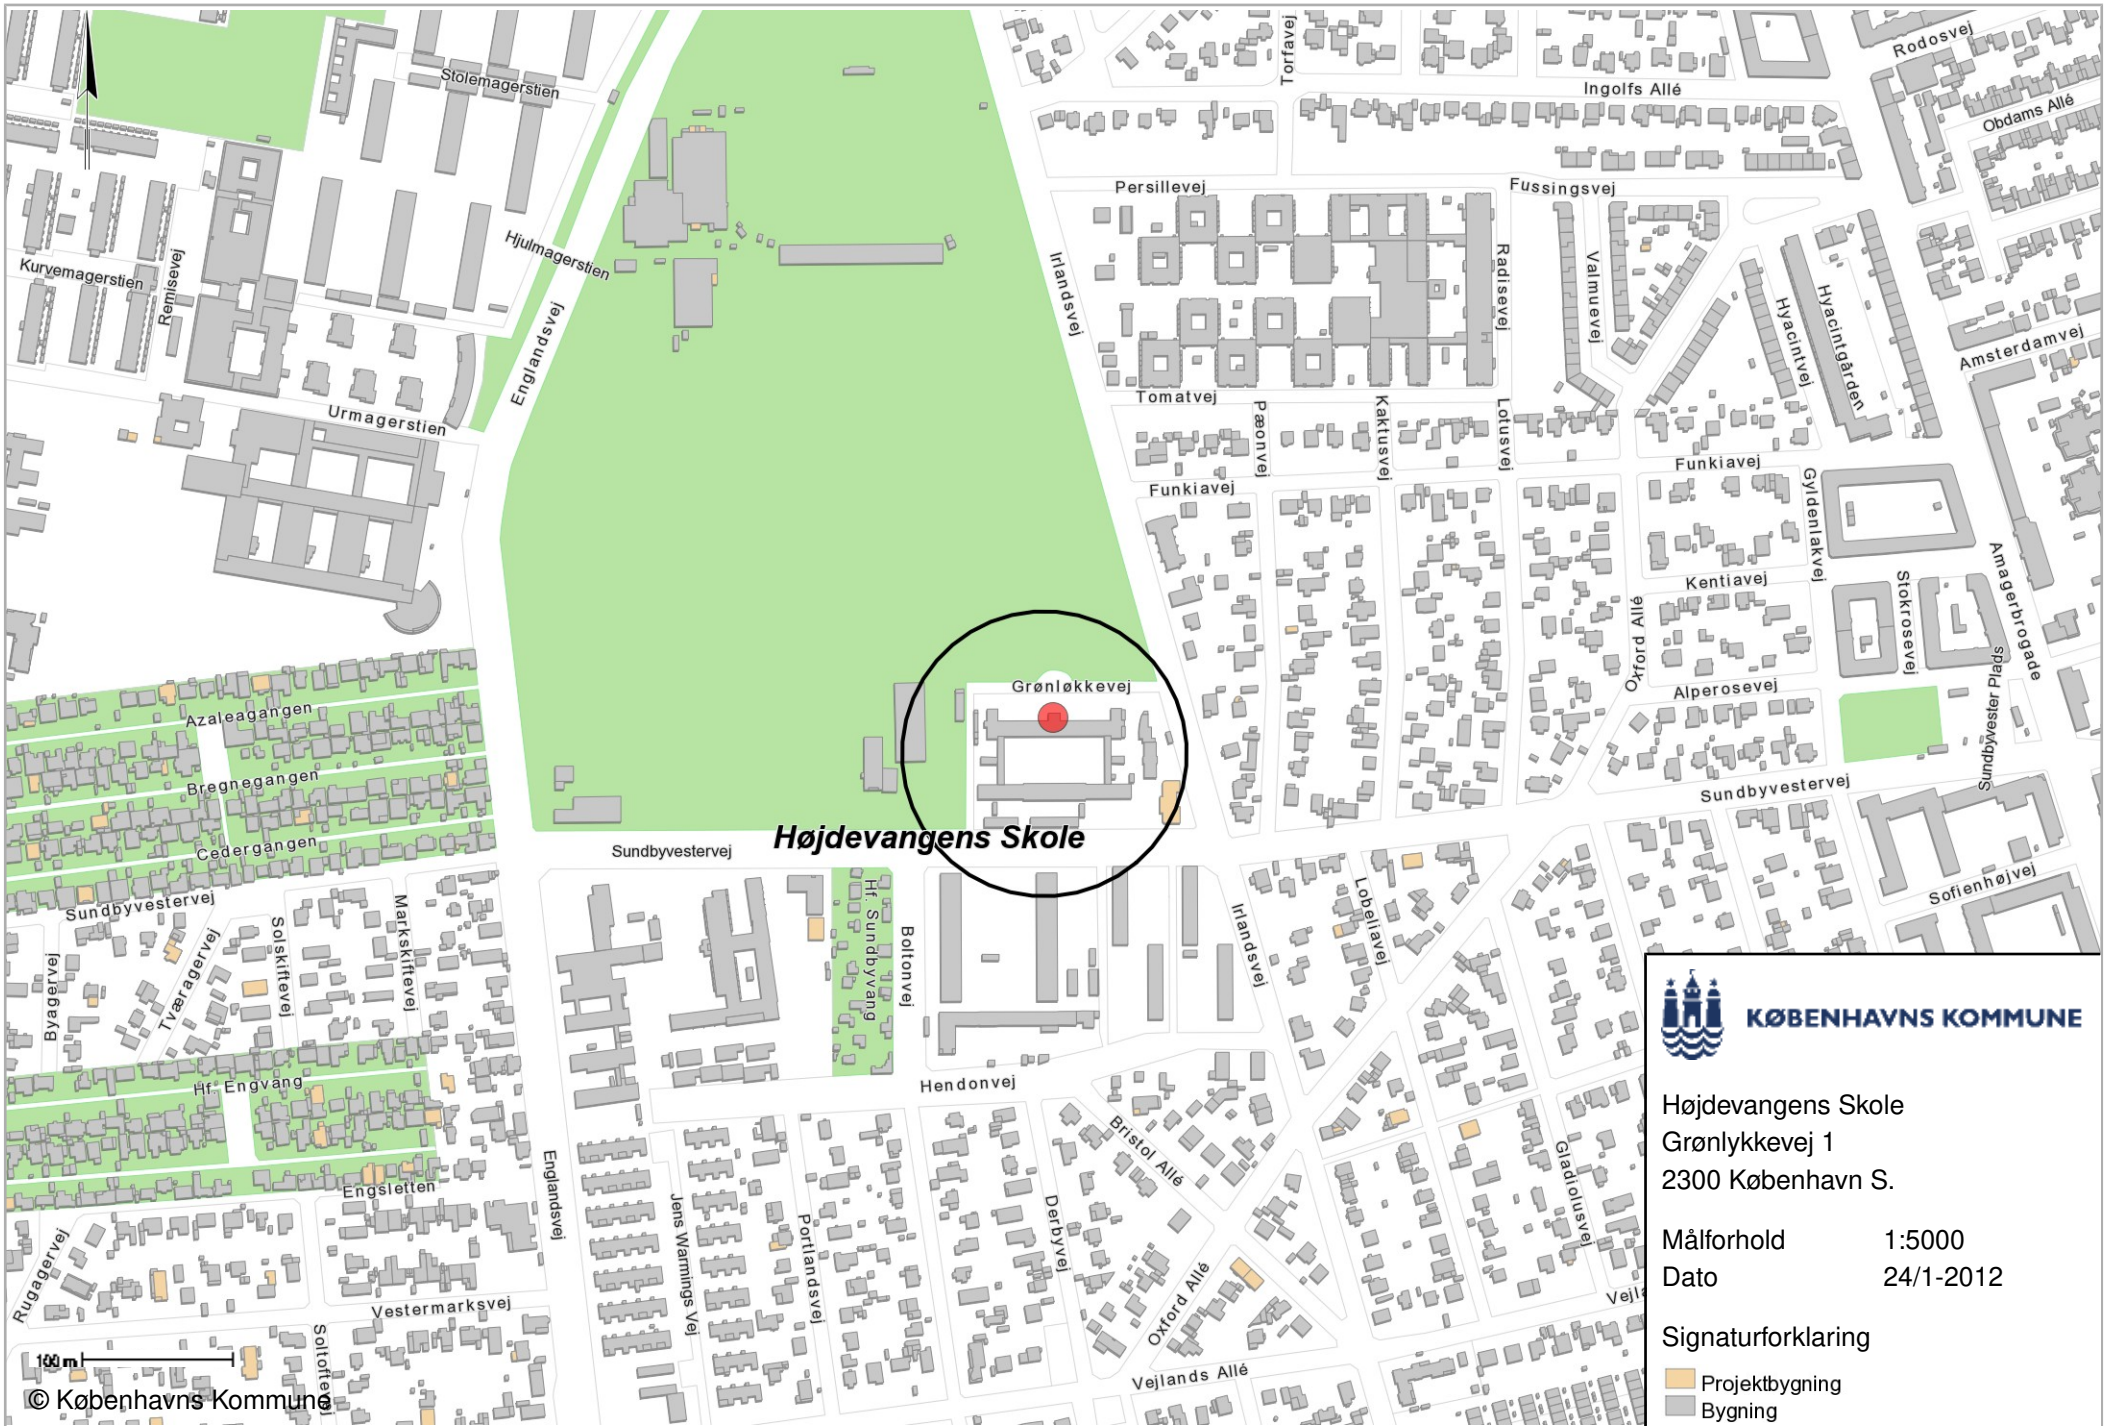 Rodosvej
Stolemagerstien
Torfavej
Ingolfs Allé
Obdams Allé
Persillevej
Fussingsvej
Hjulmagerstien
Remisevej
Kurvemagerstien
Irlandsvej
Radisevej
Valmuevej
Hyacintvej
Hyacintgården
Englandsvej
Amsterdamvej
Tomatvej
Urmagerstien
Pæonvej
Kaktusvej
Lotusvej
Funkiavej
Funkiavej
Gyldenlakvej
Kentiavej
Stokrosevej
Amagerbrogade
Oxford Allé
Grønløkkevej
Alperosevej
Sundbyvester Plads
Azaleagangen
Bregnegangen
Sundbyvestervej
Cedergangen
Højdevangens Skole
Sundbyvestervej
Sundbyvestervej
Hf. Sundbyvang
Boltonvej
Irlandsvej
Lobeliavej
Sofienhøjvej
Byagervej
Tværagervej
Solskiftevej
Markskiftevej
Hf. Engvang
Hendonvej
Bristol Allé
Gladiolusvej
Engsletten
Englandsvej
Jens Warmings Vej
Portlandsvej
Derbyvej
Oxford Allé
Rugagervej
Vestermarksvej
Soltoftevej
Vejlands Allé
Vejla
100 m
© Københavns Kommune
KØBENHAVNS KOMMUNE
Højdevangens Skole
Grønlykkevej 1
2300 København S.
Målforhold 1:5000
Dato 24/1-2012
Signaturforklaring
Projektbygning
Bygning